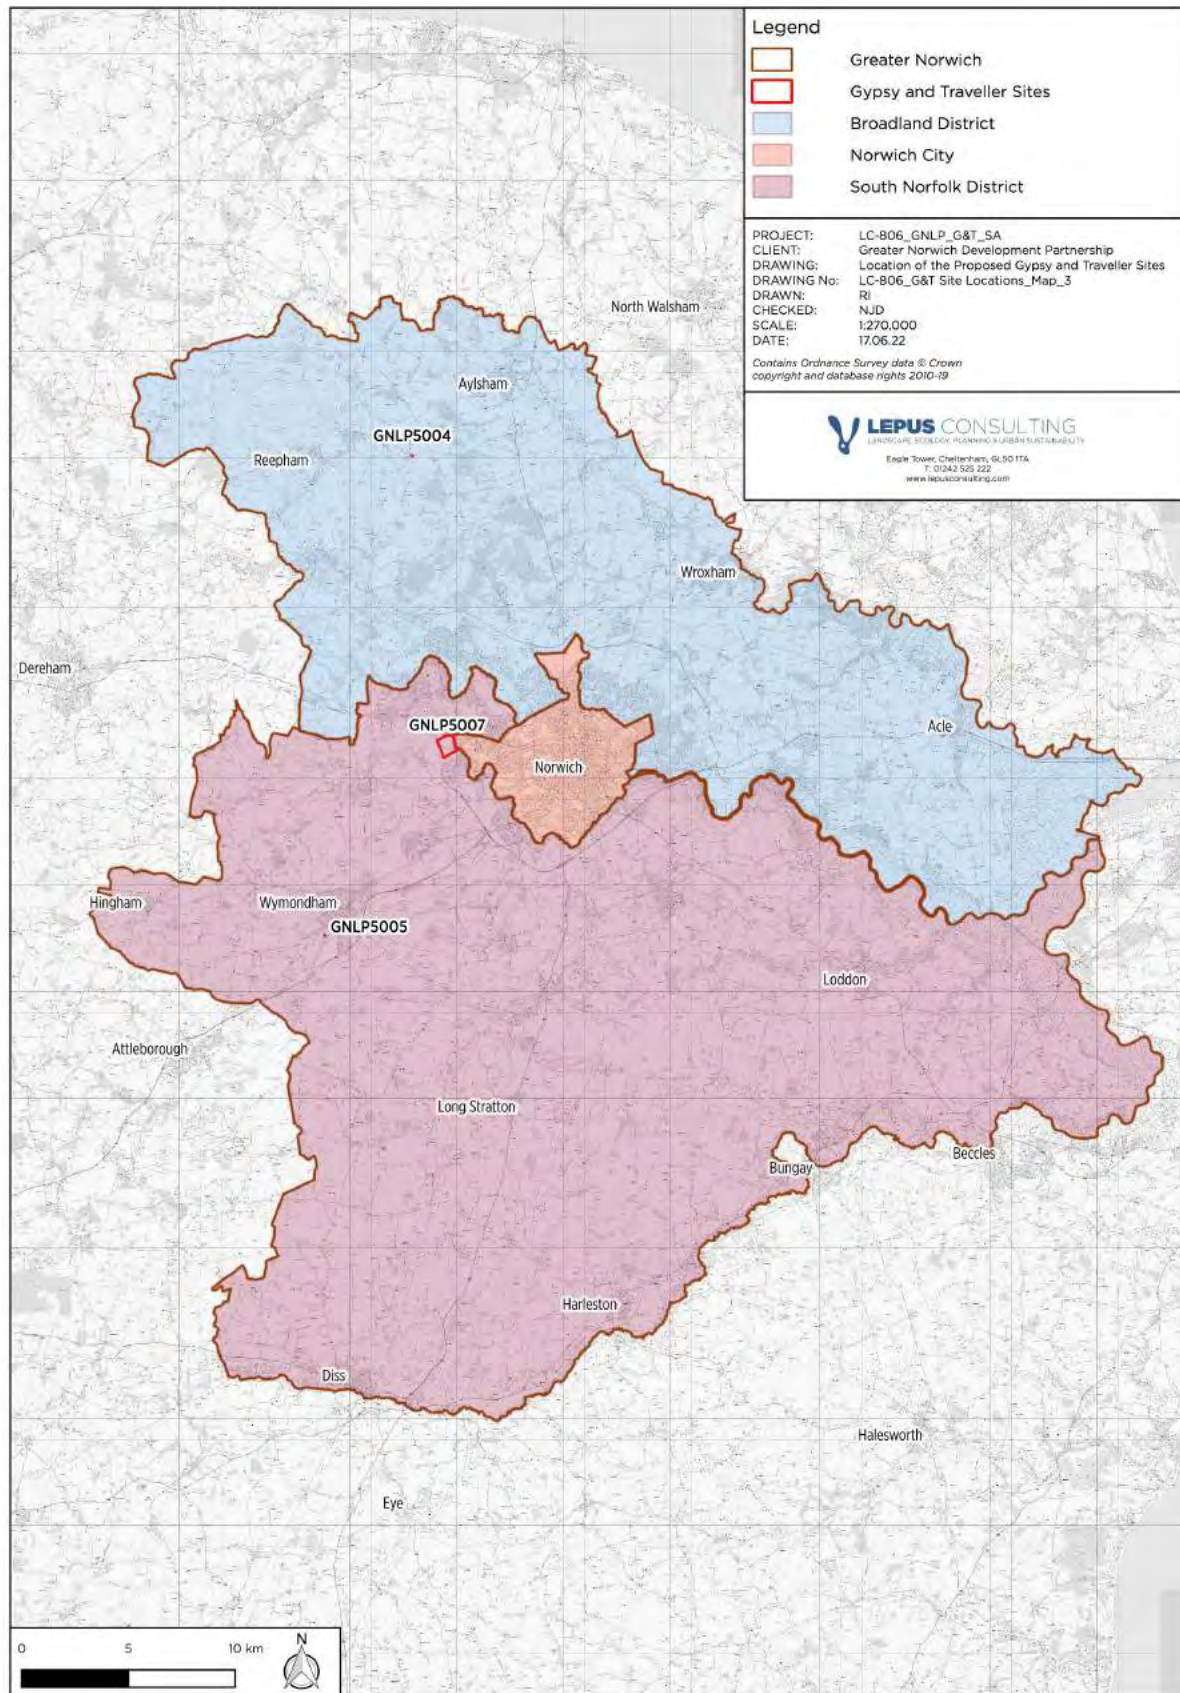 Legend
Greater Norwich
Gypsy and Traveller Sites
Broadland District
Norwich City
South Norfolk District
PROJECT: LC-806_GNLP_G&T_SA
CLIENT: Greater Norwich Development Partnership
DRAWING: Location of the Proposed Gypsy and Traveller Sites
DRAWING No: LC-806_G&T Site Locations_Map_3
DRAWN: RI
CHECKED: NJD
SCALE: 1:270,000
DATE: 17.06.22
Contains Ordnance Survey data © Crown
copyright and database rights 2010-19
LEPUS CONSULTING
LANDSCAPE, ECOLOGY, PLANNING & URBAN SUSTAINABILITY
Eagle Tower, Cheltenham, GL50 1TA
T: 01242 525 222
www.lepusconsulting.com
North Walsham
Aylsham
GNLP5004
Reepham
Wroxham
Dereham
GNLP5007
Acle
Norwich
Hingham
Wymondham
GNLP5005
Loddon
Attleborough
Long Stratton
Beccles
Bungay
Harleston
Diss
Halesworth
Eye
0 5 10 km
N